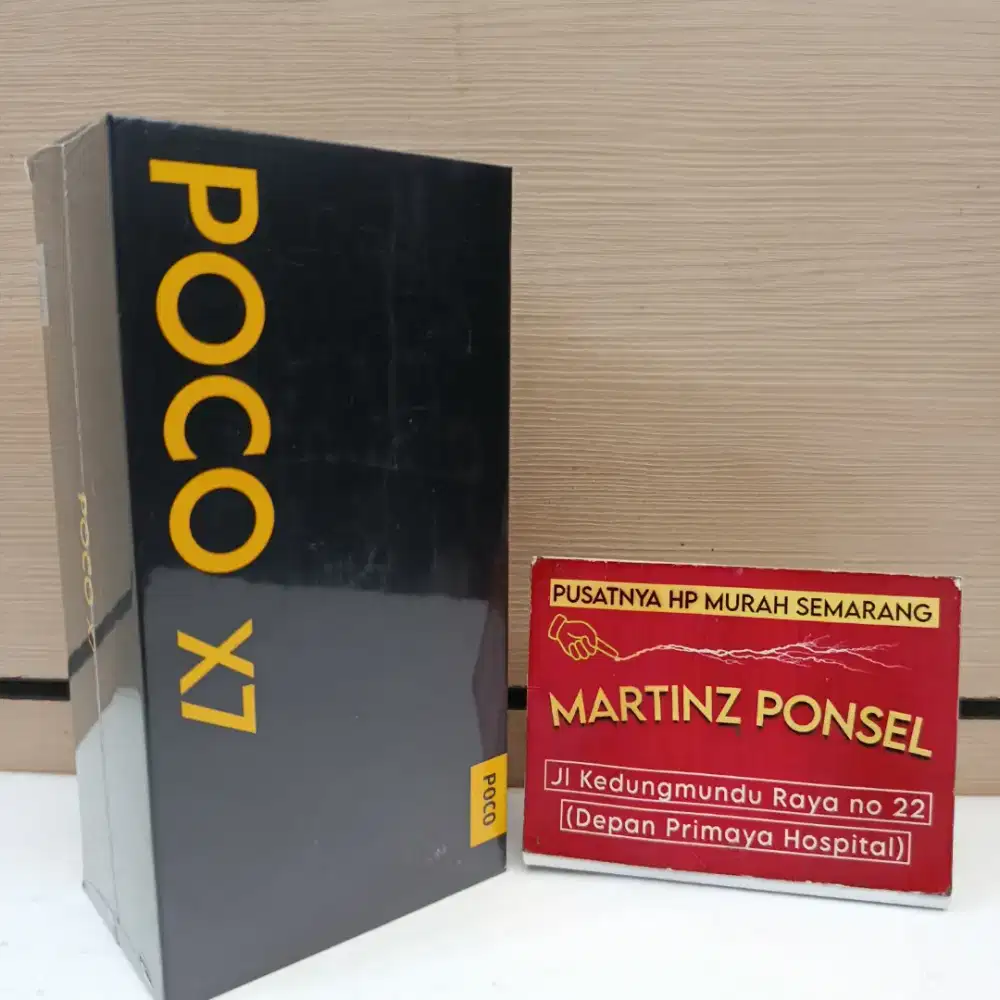 POCO X7
POCO
POCO X
PUSATNYA HP MURAH SEMARANG
MARTINZ PONSEL
Jl Kedungmundu Raya no 22
(Depan Primaya Hospital)